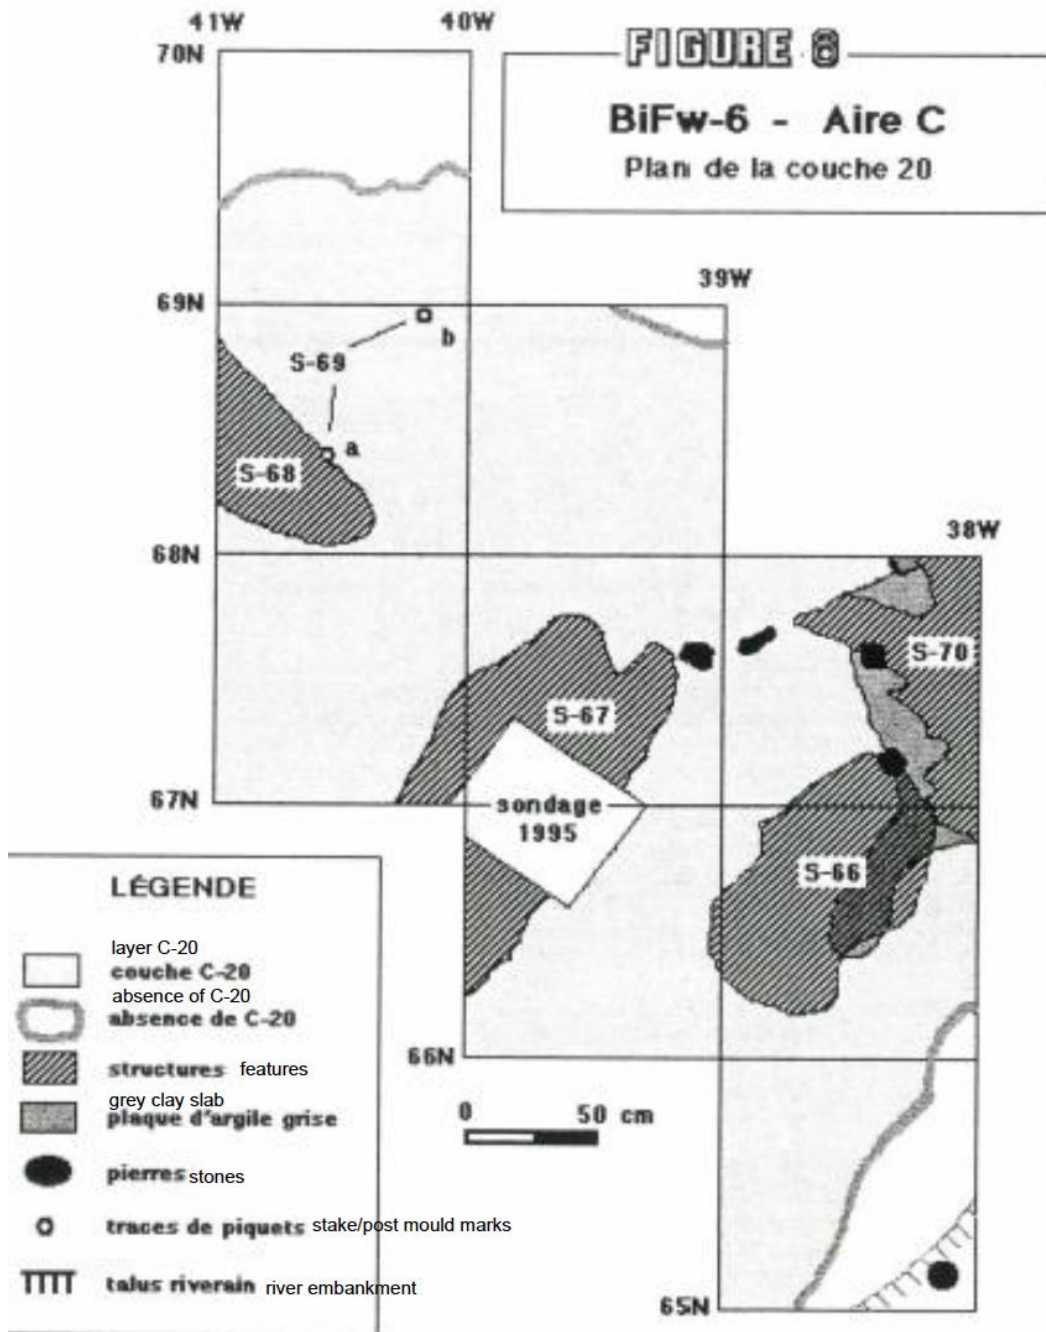 41W
40W
70N
FIGURE 8
BiFw-6 - Aire C
Plan de la couche 20
39W
69N
b
S-69
a
S-68
38W
68N
S-70
S-67
67N
sondage
1995
S-66
LÉGENDE
layer C-20
couche C-20
absence of C-20
absence de C-20
structures features
grey clay slab
plaque d'argile grise
pierres stones
traces de piquets stake/post mould marks
talus riverain river embankment
66N
0 50 cm
65N